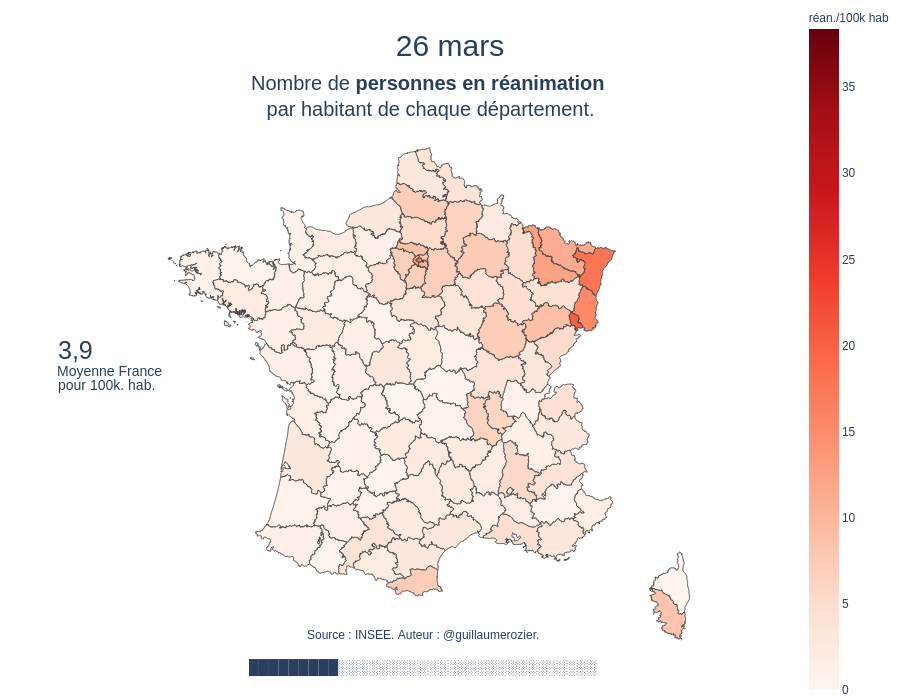 réan./100k hab
26 mars
Nombre de personnes en réanimation
par habitant de chaque département.
35
30
25
20
15
10
5
0
3,9
Moyenne France
pour 100k. hab.
Source : INSEE. Auteur : @guillaumerozier.